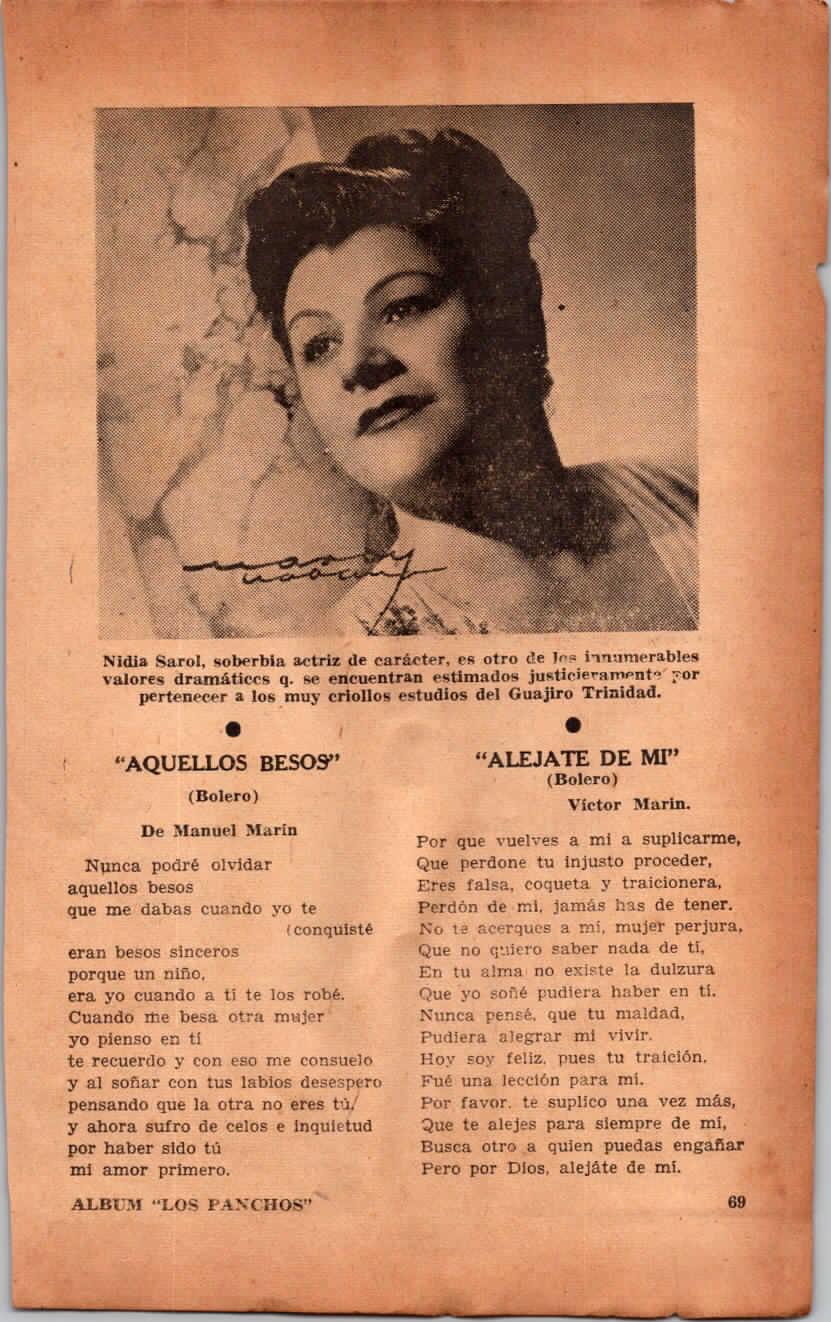 Nidia Sarol, soberbia actriz de carácter, es otro de los innumerables
valores dramáticcs q. se encuentran estimados justicieramente por
pertenecer a los muy criollos estudios del Guajiro Trinidad.
“AQUELLOS BESOS”
(Bolero)
De Manuel Marín
Nunca podré olvidar
aquellos besos
que me dabas cuando yo te
(conquisté
eran besos sinceros
porque un niño,
era yo cuando a tí te los robé.
Cuando me besa otra mujer
yo pienso en tí
te recuerdo y con eso me consuelo
y al soñar con tus labios desespero
pensando que la otra no eres tú,
y ahora sufro de celos e inquietud
por haber sido tú
mi amor primero.
“ALEJATE DE MI”
(Bolero)
Víctor Marin.
Por que vuelves a mi a suplicarme,
Que perdone tu injusto proceder,
Eres falsa, coqueta y traicionera,
Perdón de mi, jamás has de tener.
No te acerques a mí, mujer perjura,
Que no quiero saber nada de tí,
En tu alma no existe la dulzura
Que yo soñé pudiera haber en tí.
Nunca pensé, que tu maldad,
Pudiera alegrar mi vivir.
Hoy soy feliz, pues tu traición,
Fué una lección para mí.
Por favor, te suplico una vez más,
Que te alejes para siempre de mí,
Busca otro a quien puedas engañar
Pero por Dios, alejáte de mí.
ALBUM “LOS PANCHOS”
69